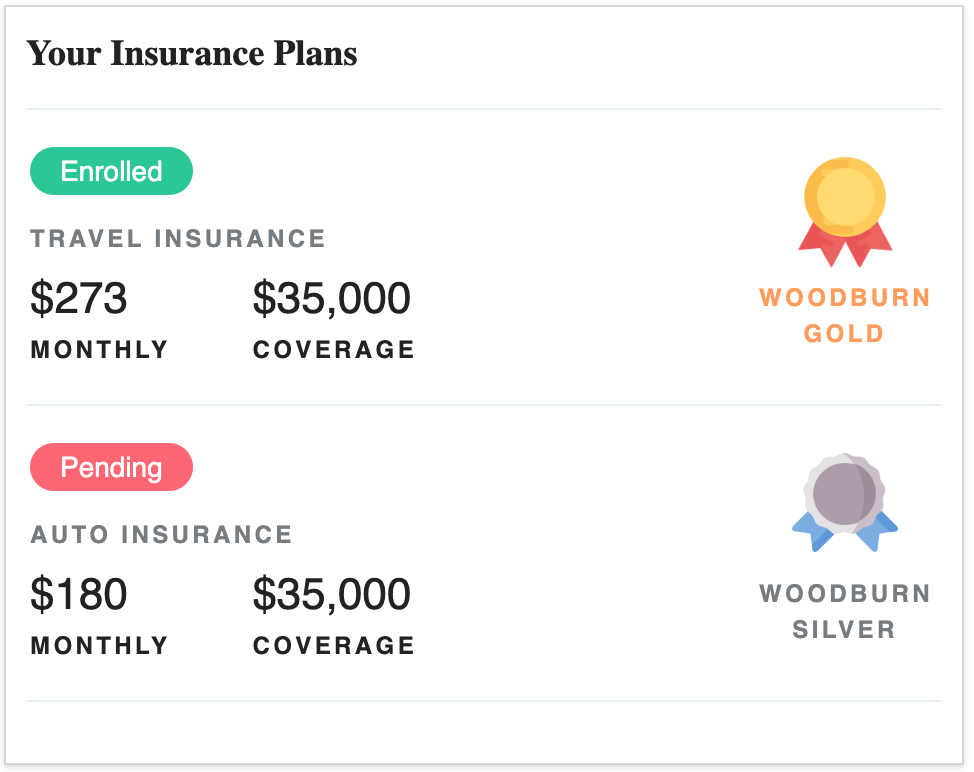 Your Insurance Plans
Enrolled
TRAVEL INSURANCE
$273 $35,000
MONTHLY COVERAGE
WOODBURN
GOLD
Pending
AUTO INSURANCE
$180 $35,000
MONTHLY COVERAGE
WOODBURN
SILVER